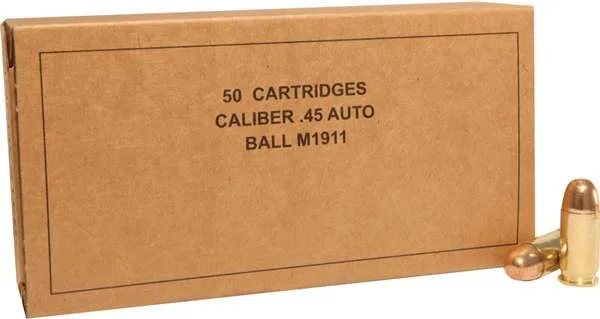 50 CARTRIDGES
CALIBER .45 AUTO
BALL M1911